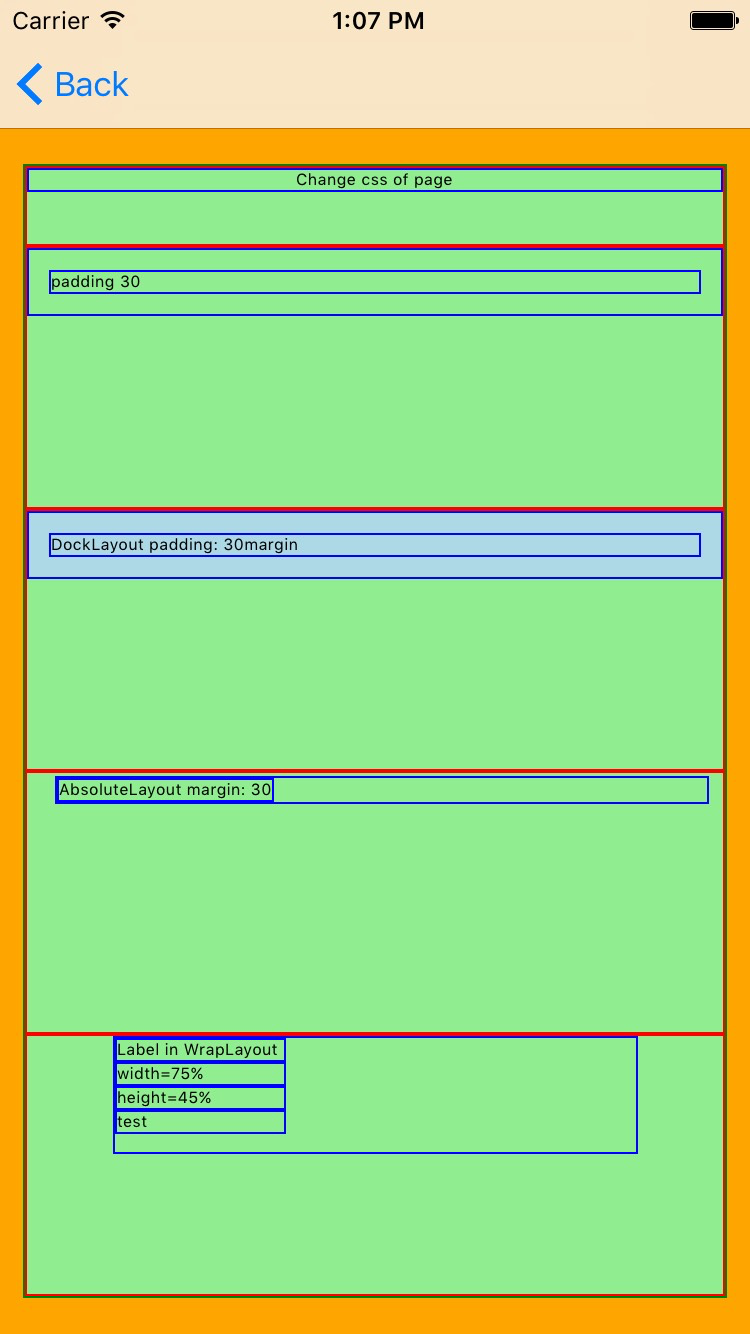 Carrier 1:07 PM
Back
Change css of page
padding 30
DockLayout padding: 30margin
AbsoluteLayout margin: 30
Label in WrapLayout
width=75%
height=45%
test